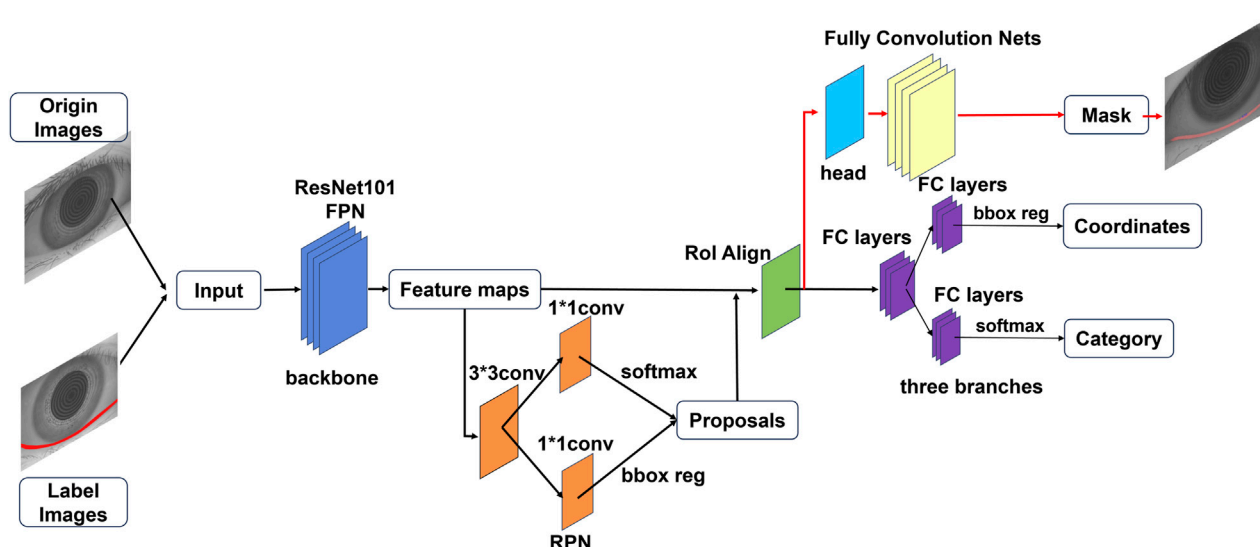 Origin
Images
Label
Images
Input
ResNet101
FPN
backbone
Feature maps
3*3conv
1*1conv
softmax
1*1conv
bbox reg
RPN
Proposals
RoI Align
Fully Convolution Nets
head
Mask
FC layers
FC layers
bbox reg
Coordinates
FC layers
softmax
Category
three branches